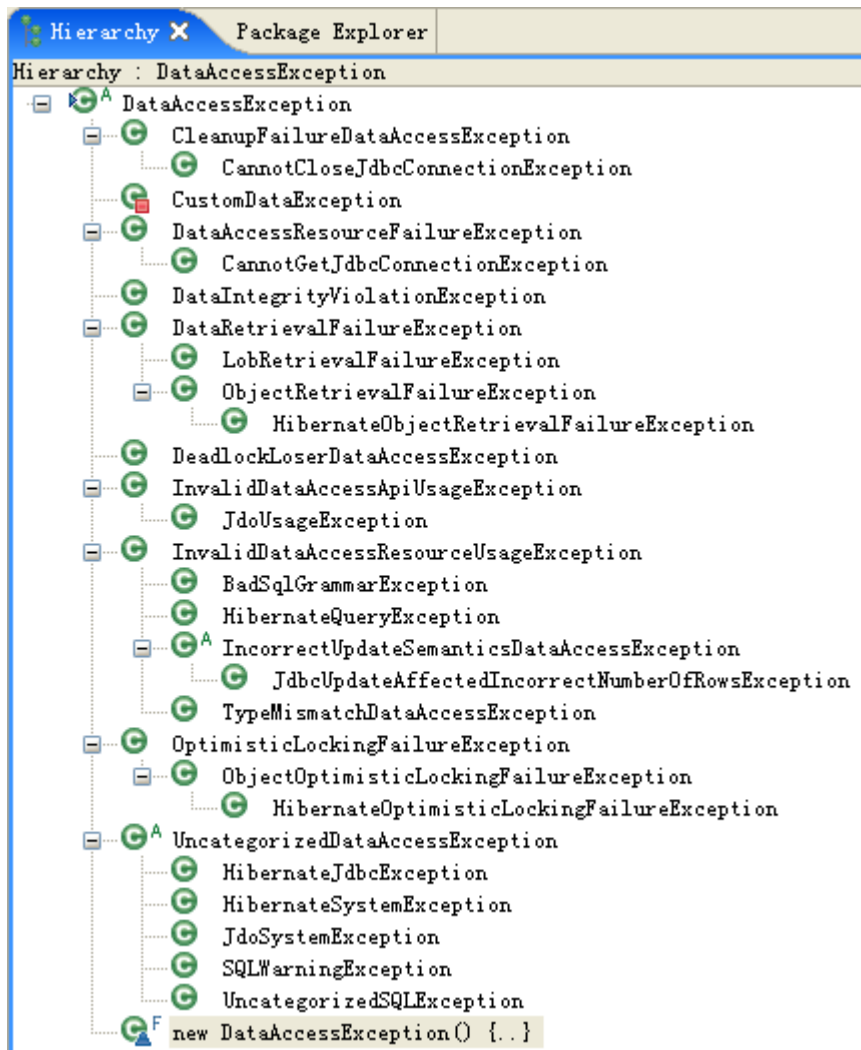 Hierarchy Package Explorer
Hierarchy : DataAccessException
A DataAccessException
CleanupFailureDataAccessException
CannotCloseJdbcConnectionException
CustomDataException
DataAccessResourceFailureException
CannotGetJdbcConnectionException
DataIntegrityViolationException
DataRetrievalFailureException
LobRetrievalFailureException
ObjectRetrievalFailureException
HibernateObjectRetrievalFailureException
DeadlockLoserDataAccessException
InvalidDataAccessApiUsageException
JdoUsageException
InvalidDataAccessResourceUsageException
BadSqlGrammarException
HibernateQueryException
A IncorrectUpdateSemanticsDataAccessException
JdbcUpdateAffectedIncorrectNumberOfRowsException
TypeMismatchDataAccessException
OptimisticLockingFailureException
ObjectOptimisticLockingFailureException
HibernateOptimisticLockingFailureException
A UncategorizedDataAccessException
HibernateJdbcException
HibernateSystemException
JdoSystemException
SQLWarningException
UncategorizedSQLException
F new DataAccessException() {..}